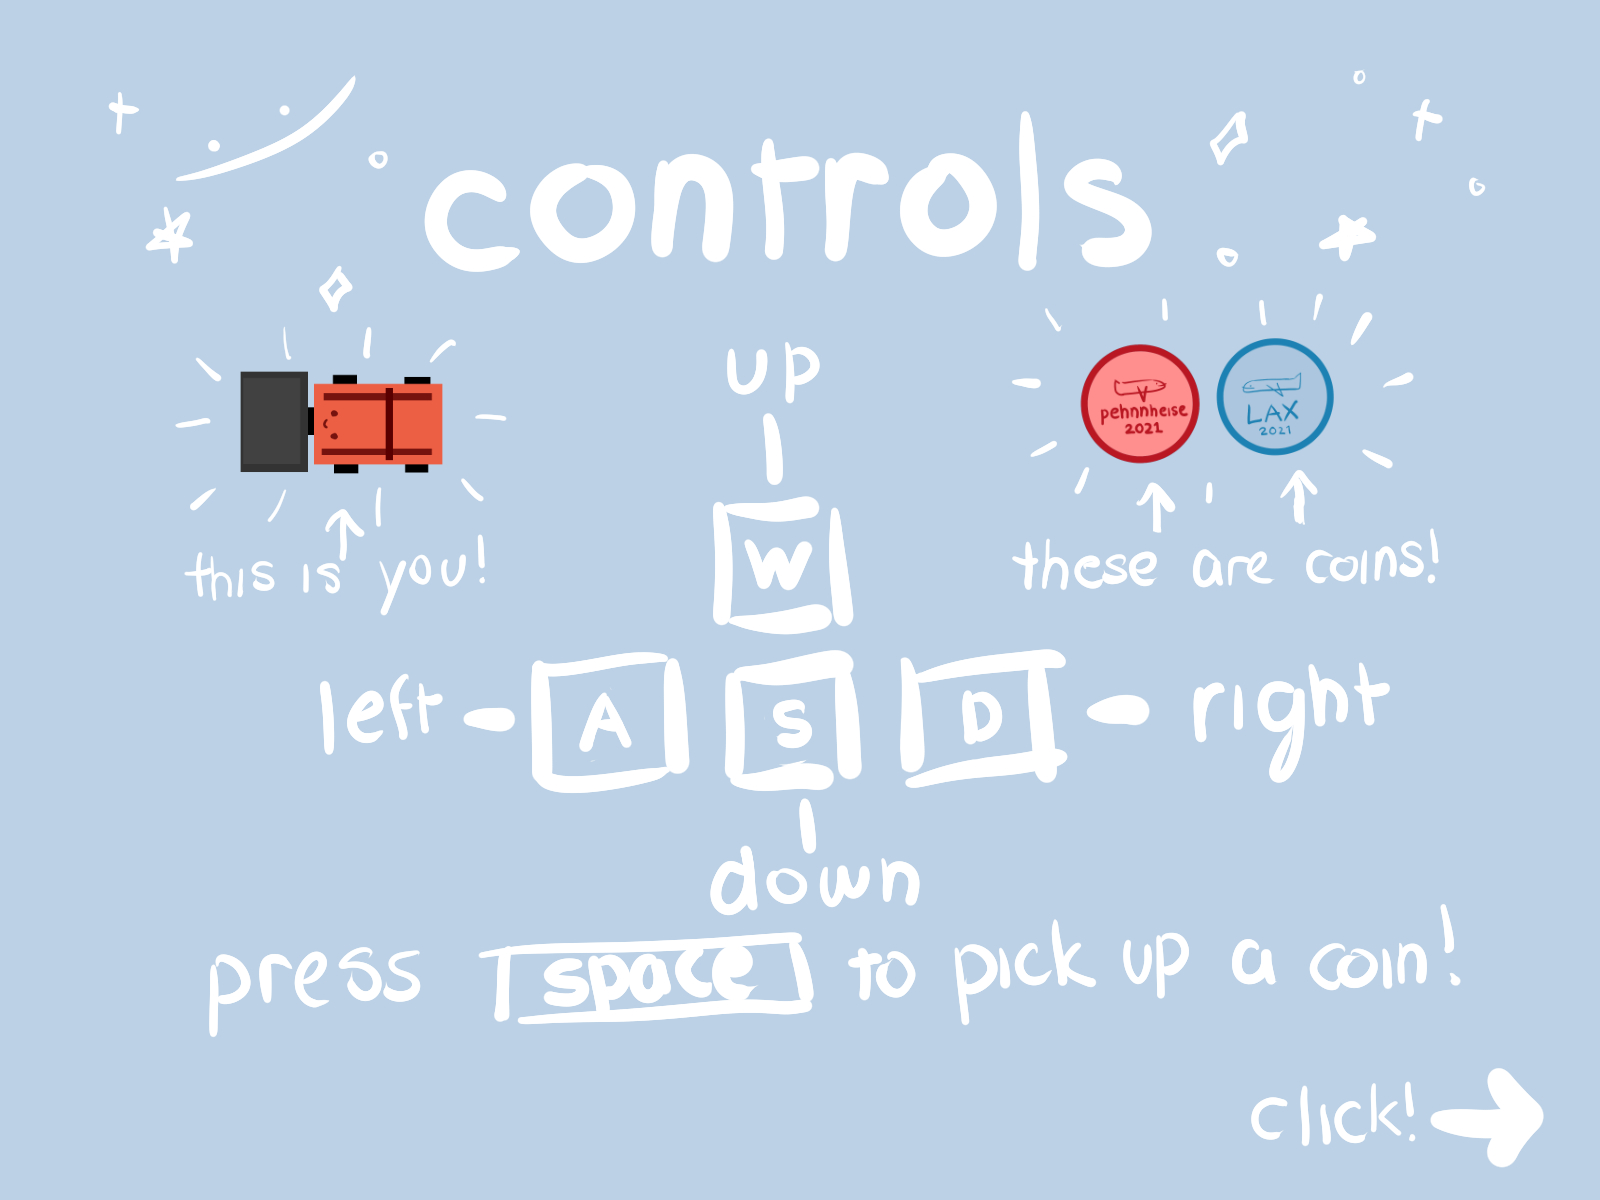 controls
up
pehnnheise
2021
LAX
2021
W
this is you!
these are coins!
left
A
S
D
right
down
press space to pick up a coin!
click!